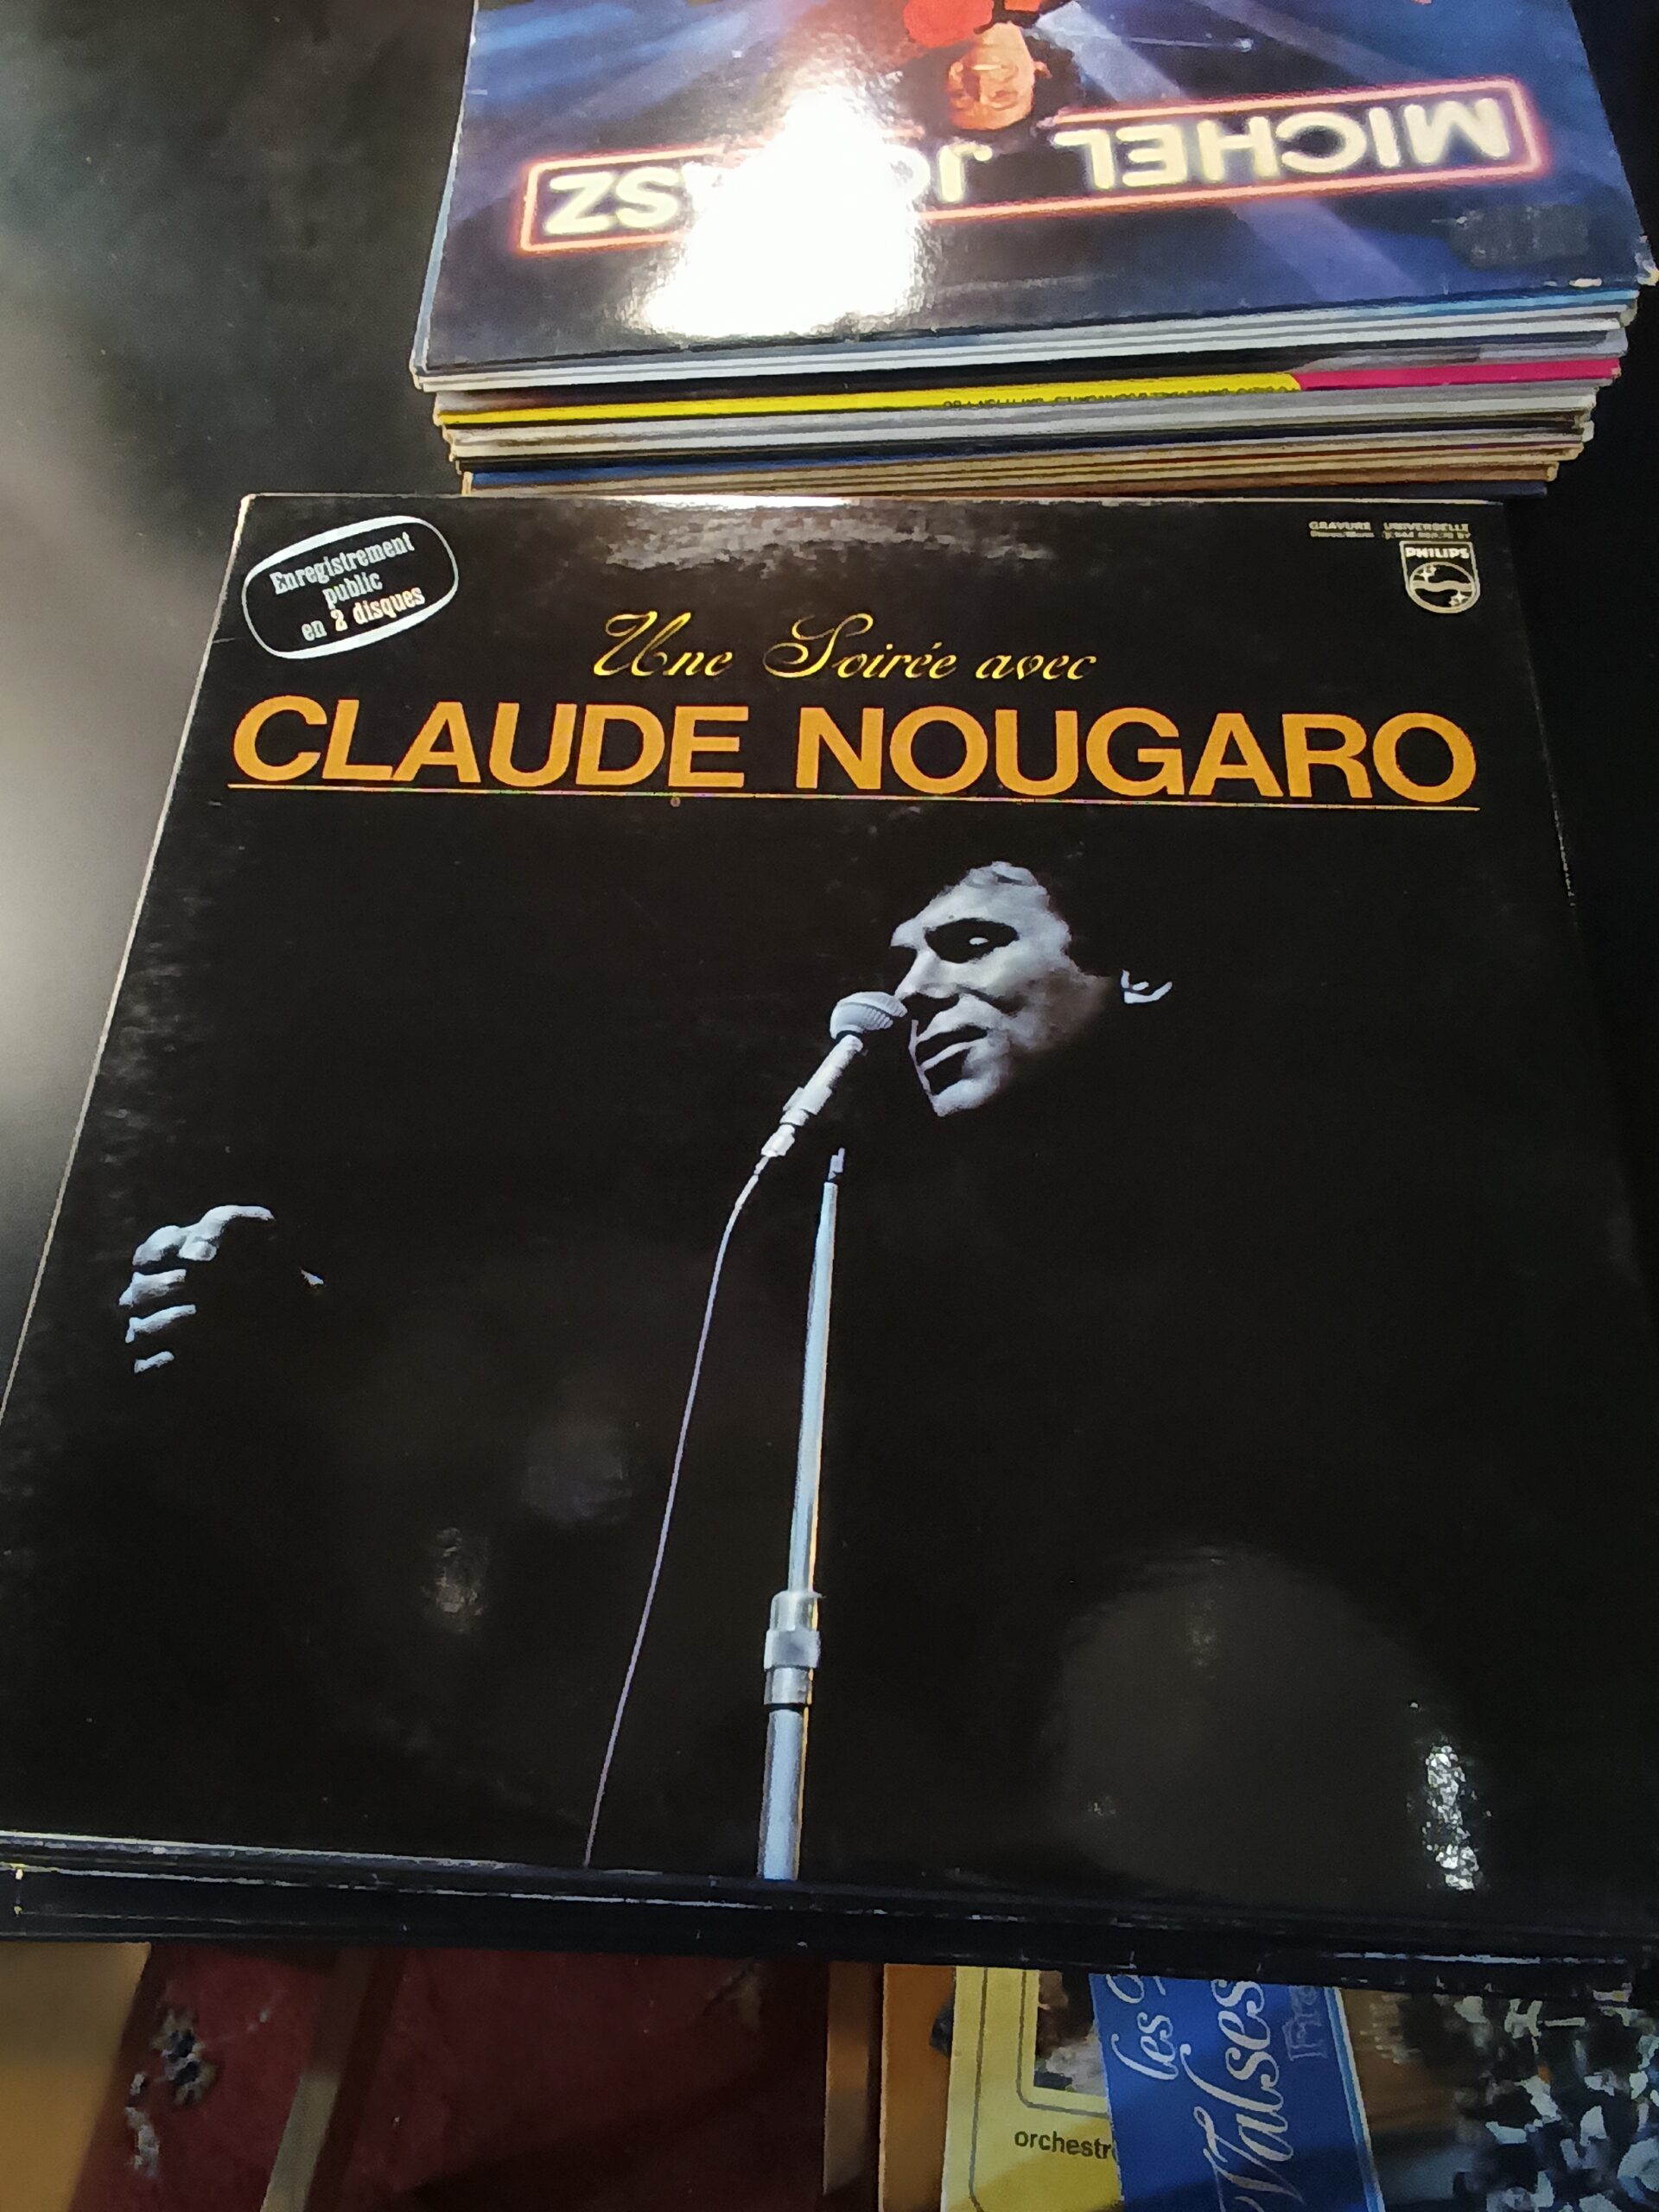 MICHEL JO SZ
Enregistrement
public
en 2 disques
GRAVURE UNIVERSELLE
PHILIPS
Une Soirée avec
CLAUDE NOUGARO
orchestr
les
Valses